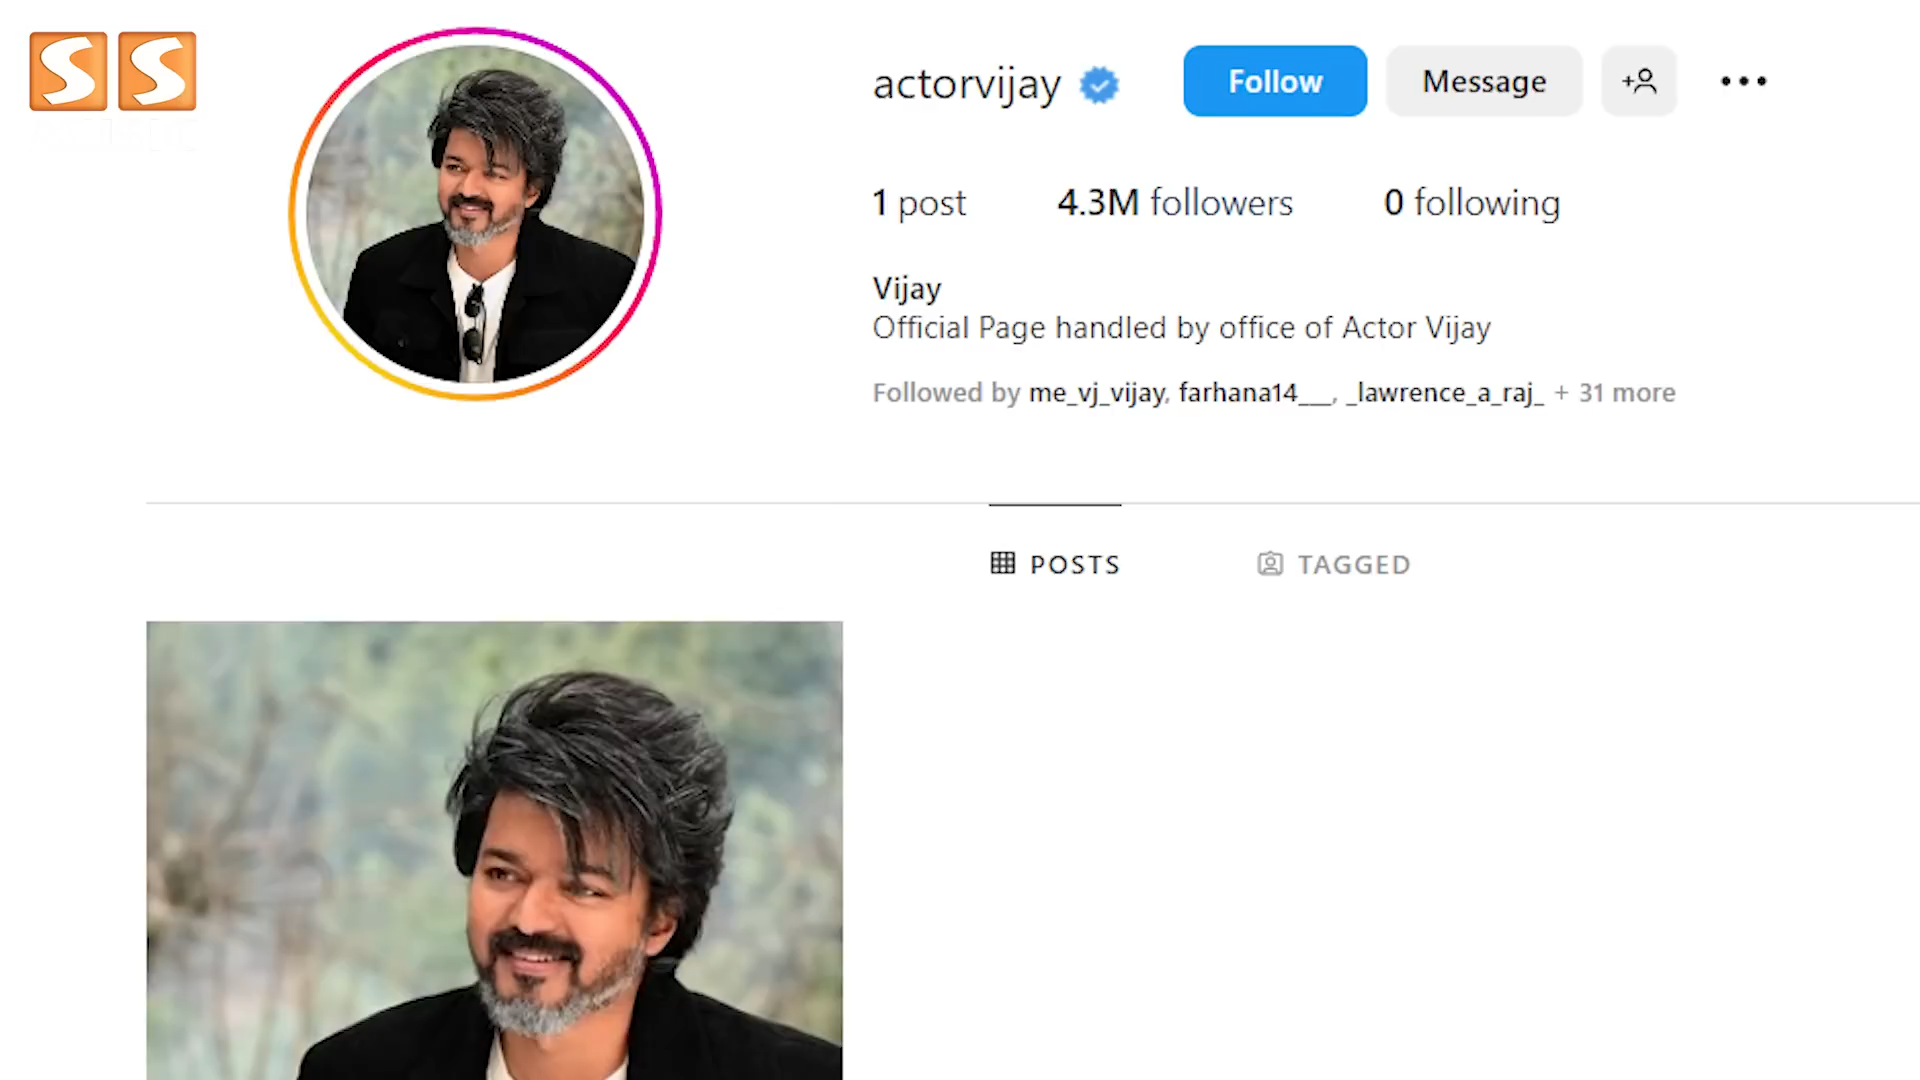 SS
actorvijay
Follow
Message
1 post
4.3M followers
0 following
Vijay
Official Page handled by office of Actor Vijay
Followed by me_vj_vijay, farhana14___, _lawrence_a_raj_ + 31 more
POSTS
TAGGED